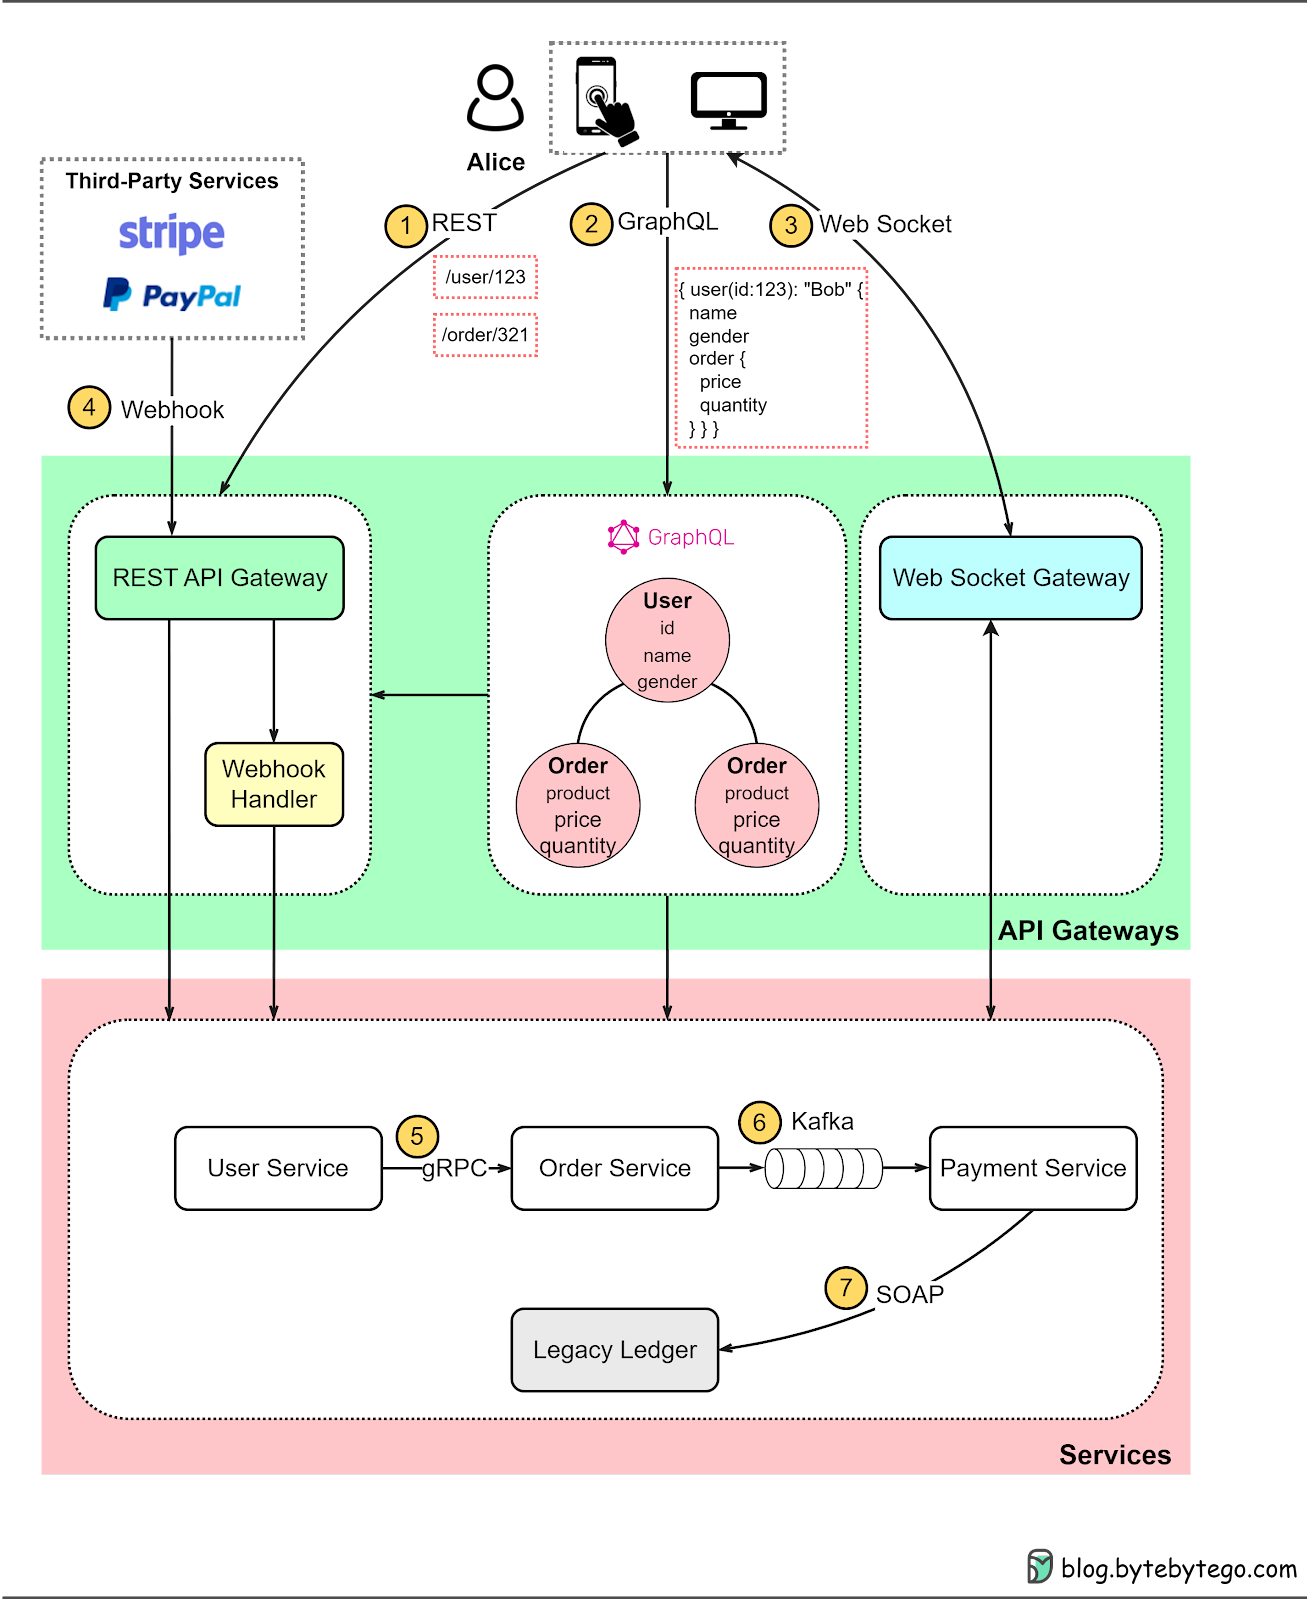 Alice
Third-Party Services
stripe
PayPal
1 REST
2 GraphQL
3 Web Socket
/user/123
/order/321
{ user(id:123): "Bob" {
name
gender
order {
price
quantity
} } }
4 Webhook
REST API Gateway
Webhook
Handler
GraphQL
User
id
name
gender
Order
product
price
quantity
Order
product
price
quantity
Web Socket Gateway
API Gateways
User Service
5
gRPC
Order Service
6 Kafka
Payment Service
7 SOAP
Legacy Ledger
Services
blog.bytebytego.com